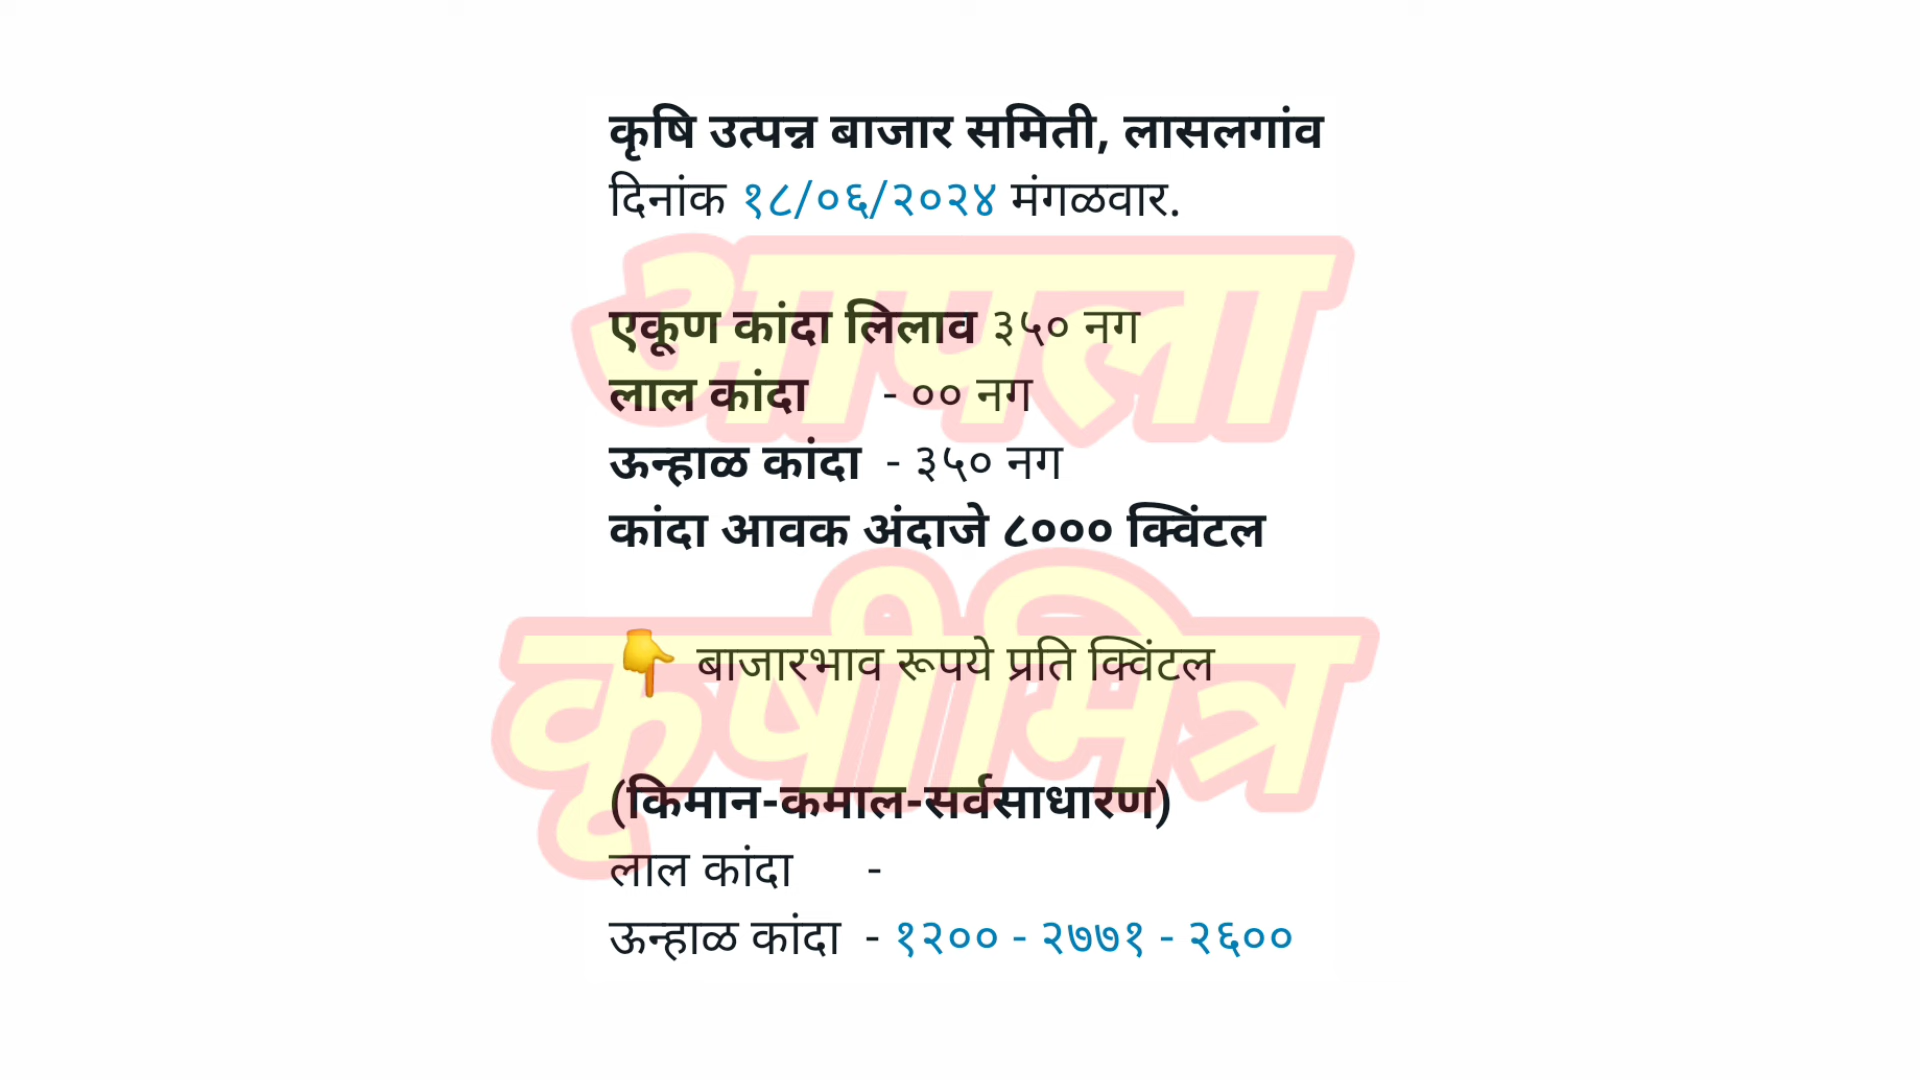 कृषि उत्पन्न बाजार समिती, लासलगांव
दिनांक १८/०६/२०२४ मंगळवार.
आपला
एकूण कांदा लिलाव ३५० नग
लाल कांदा - ०० नग
ऊन्हाळ कांदा - ३५० नग
कांदा आवक अंदाजे ८००० क्विंटल
कृषीमित्र
👇 बाजारभाव रूपये प्रति क्विंटल
(किमान-कमाल-सर्वसाधारण)
लाल कांदा -
ऊन्हाळ कांदा - १२०० - २७७१ - २६००